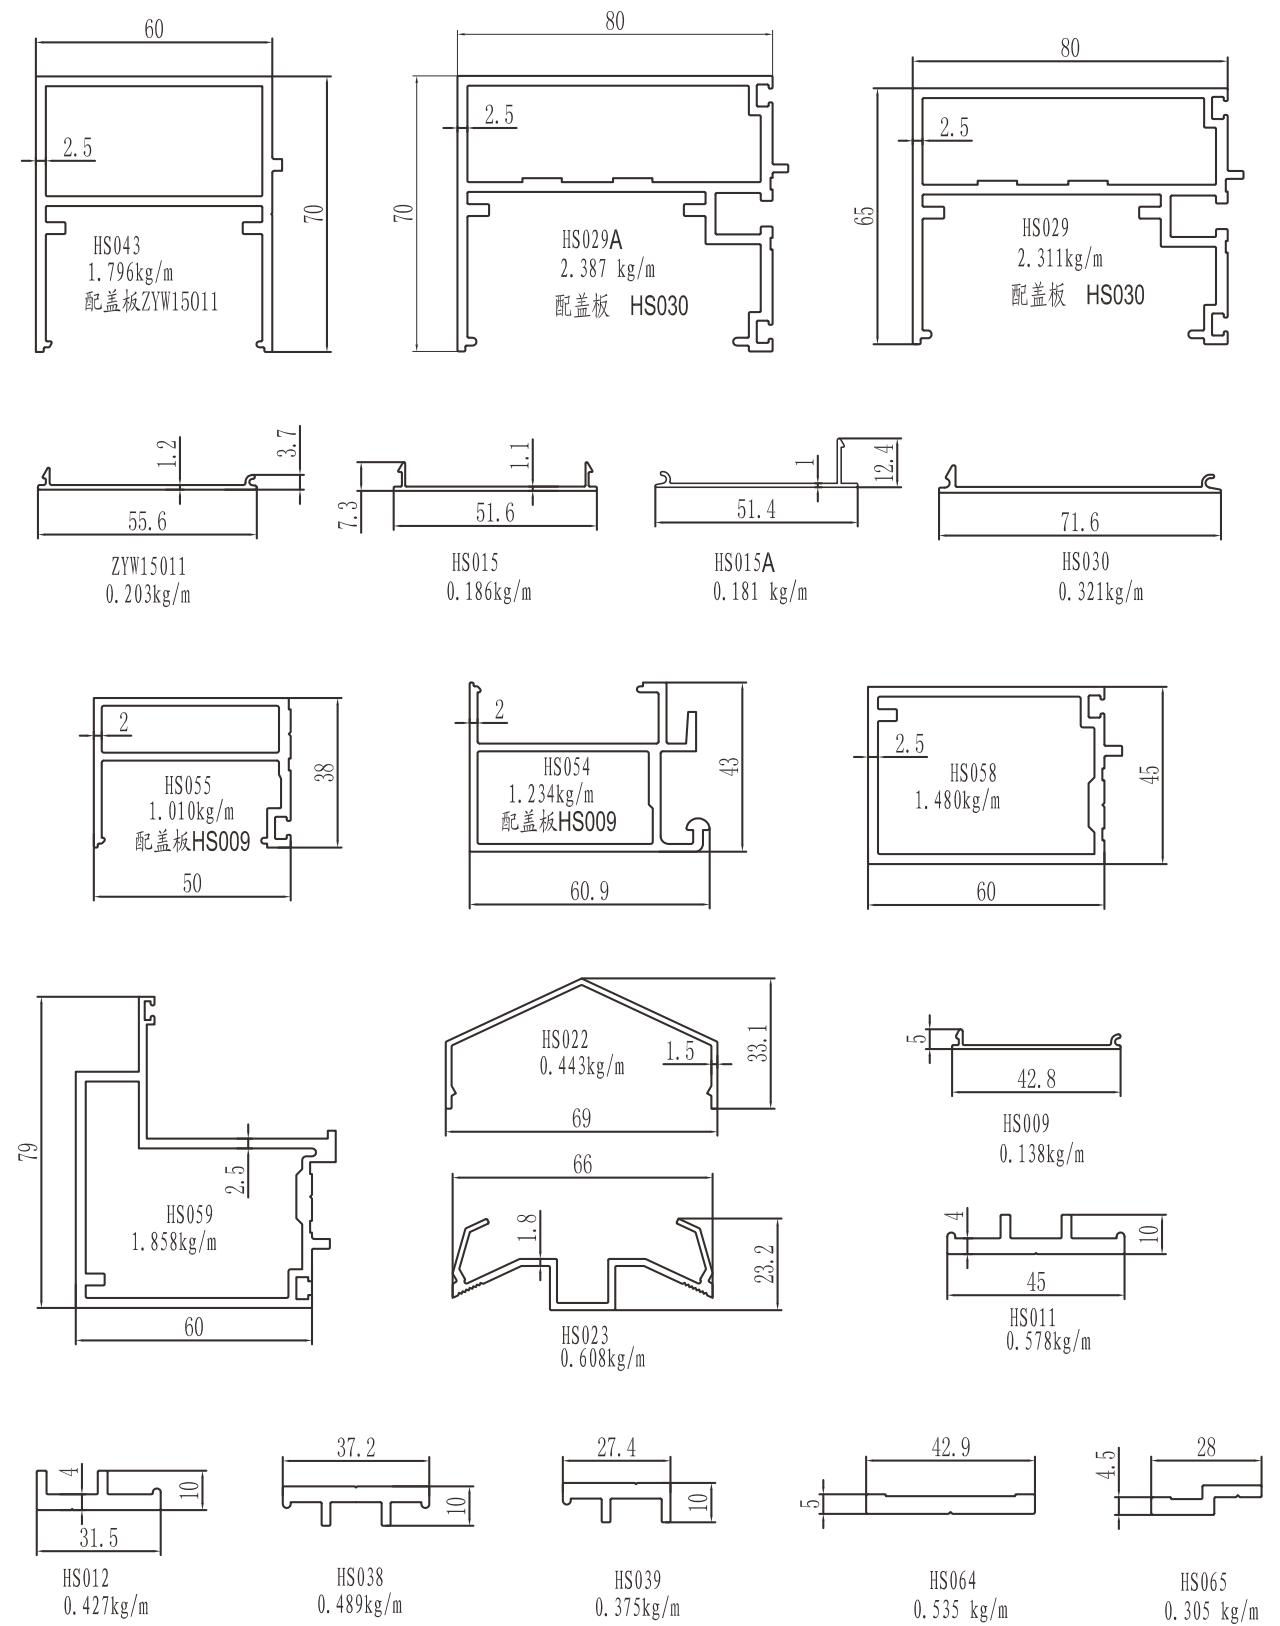 60
2.5
70
HS043
1.796kg/m
配盖板ZYW15011
80
2.5
70
HS029A
2.387 kg/m
配盖板 HS030
80
2.5
65
HS029
2.311kg/m
配盖板 HS030
1.2
3.7
55.6
ZYW15011
0.203kg/m
7.3
1.1
51.6
HS015
0.186kg/m
1
12.4
51.4
HS015A
0.181 kg/m
71.6
HS030
0.321kg/m
2
38
HS055
1.010kg/m
配盖板HS009
50
2
43
HS054
1.234kg/m
配盖板HS009
60.9
2.5
45
HS058
1.480kg/m
60
79
2.5
HS059
1.858kg/m
60
HS022
0.443kg/m
1.5
33.1
69
5
42.8
HS009
0.138kg/m
66
1.8
23.2
HS023
0.608kg/m
4
10
45
HS011
0.578kg/m
4
10
31.5
HS012
0.427kg/m
37.2
10
HS038
0.489kg/m
27.4
10
HS039
0.375kg/m
42.9
5
HS064
0.535 kg/m
28
4.5
HS065
0.305 kg/m